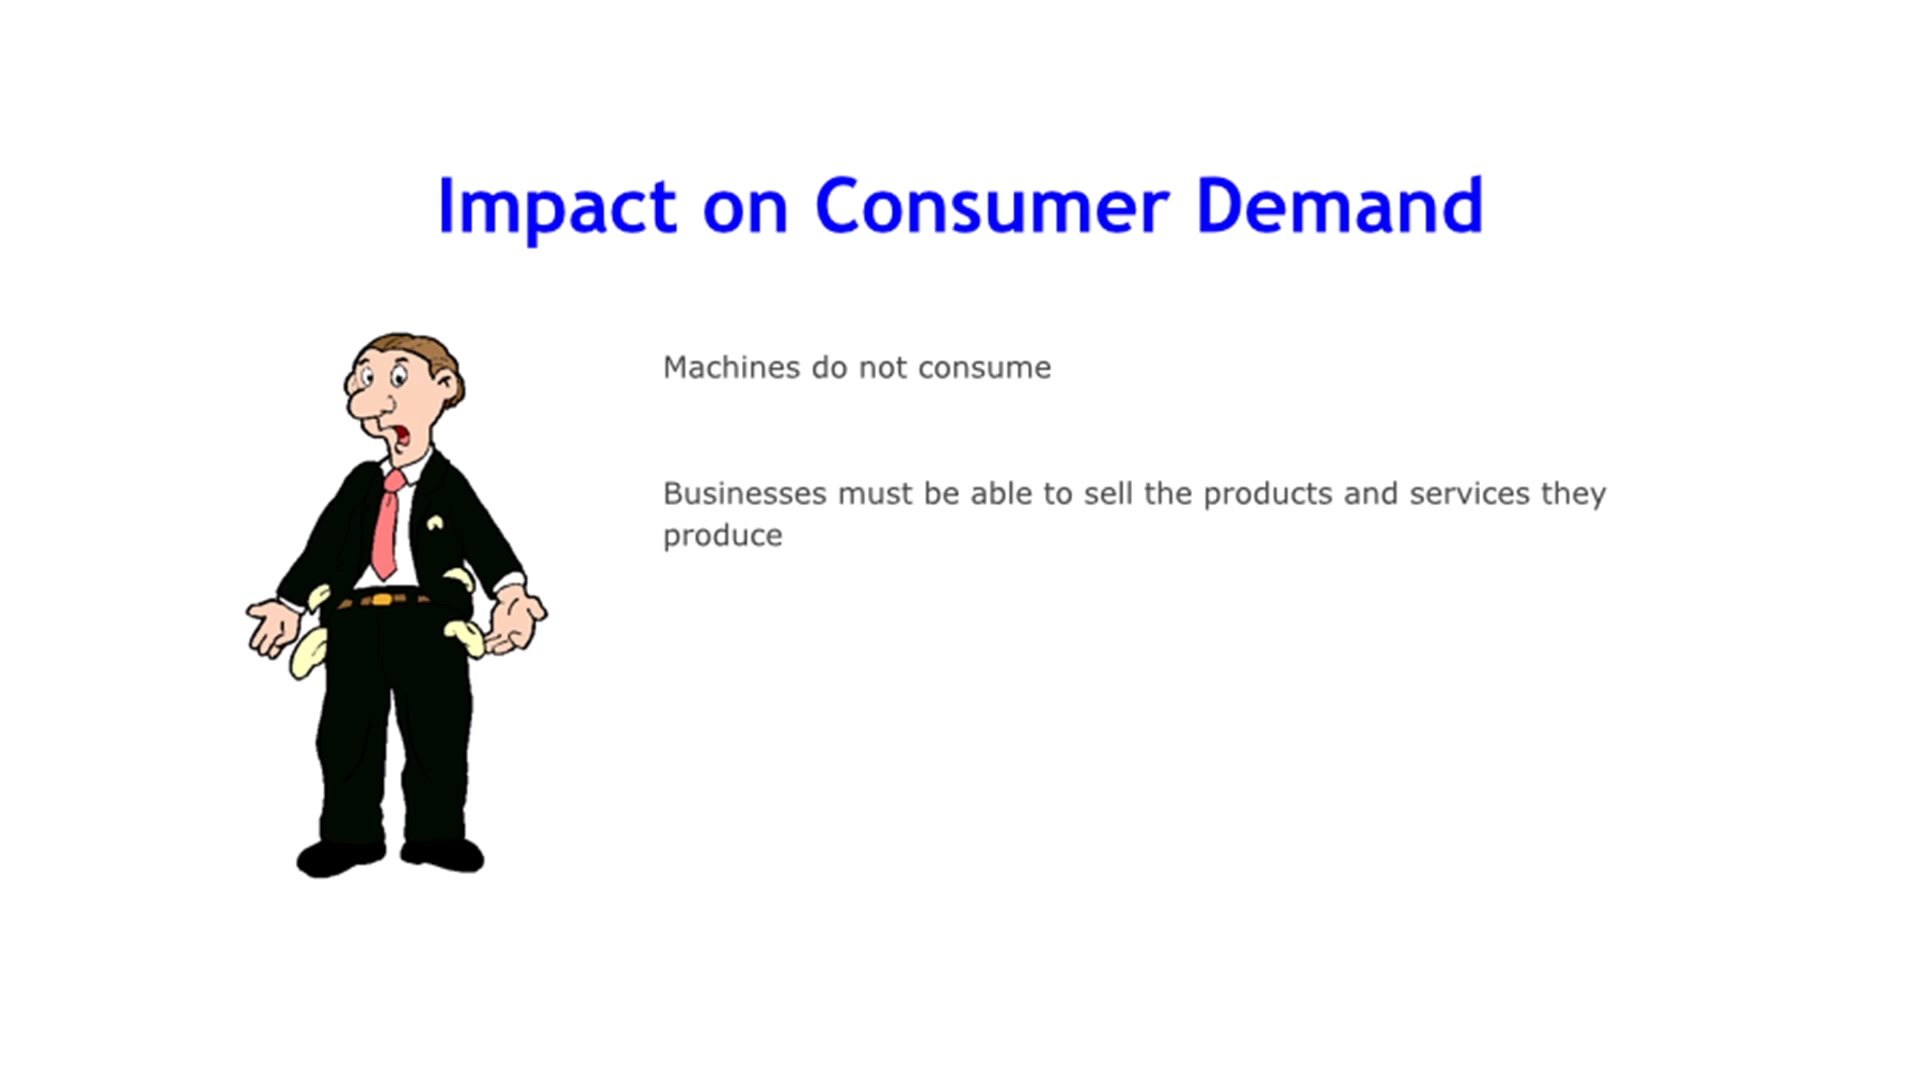 Impact on Consumer Demand
Machines do not consume
Businesses must be able to sell the products and services they
produce